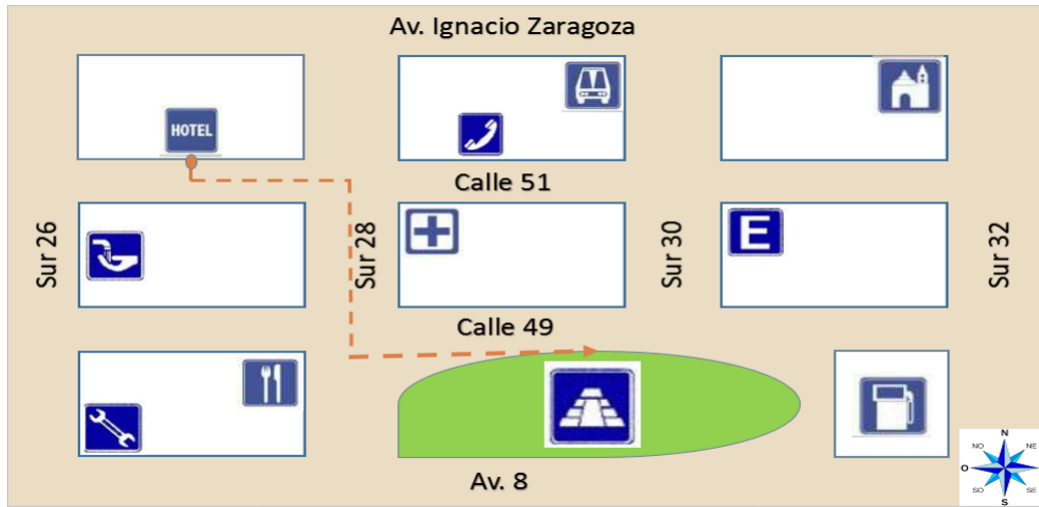 Av. Ignacio Zaragoza
HOTEL
Calle 51
Sur 26
Sur 28
Sur 30
E
Sur 32
Calle 49
Av. 8
N
NO
NE
O
E
SO
SE
S